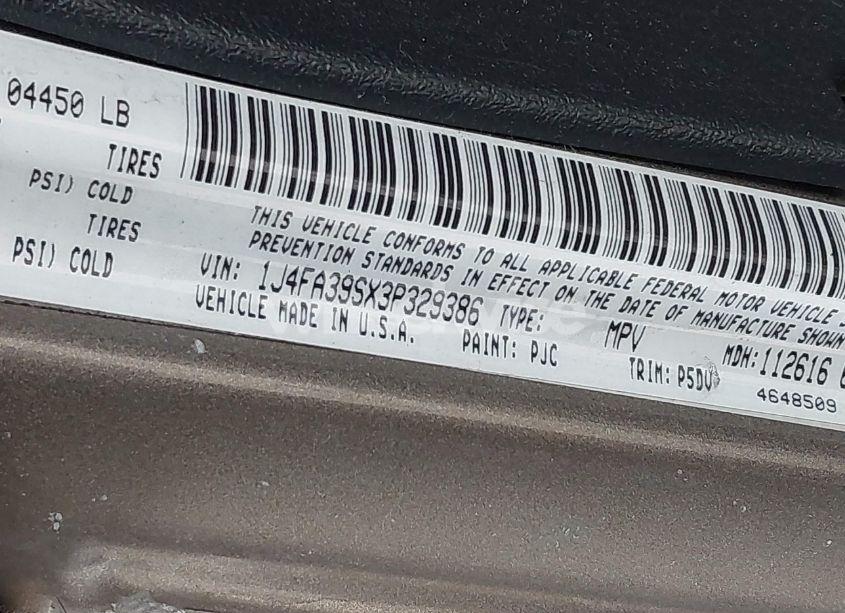 04450 LB
TIRES
PSI) COLD
TIRES
PSI) COLD
THIS VEHICLE CONFORMS TO ALL APPLICABLE FEDERAL MOTOR VEHICLE
PREVENTION STANDARDS IN EFFECT ON THE DATE OF MANUFACTURE SHOWN
VIN: 1J4FA39SX3P329386 TYPE: MPV MDH:112616
VEHICLE MADE IN U.S.A. PAINT: PJC TRIM: P5DV
4648509